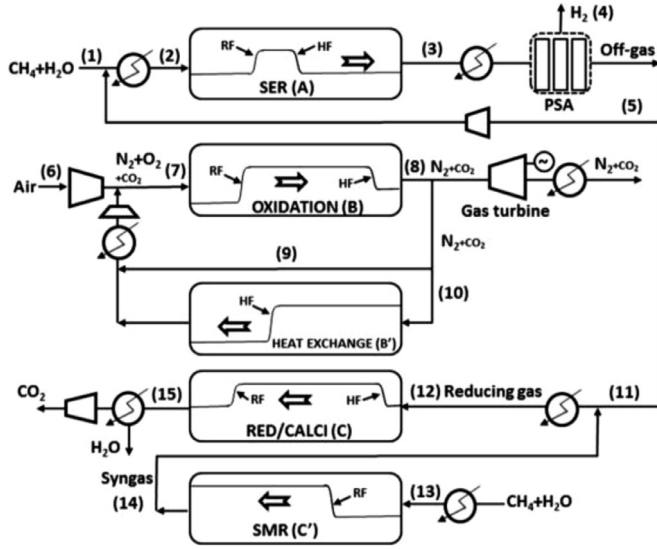 H₂ (4)
(1)
(2)
RF
HF
(3)
Off-gas
CH₄+H₂O
SER (A)
PSA
(5)
(6)
N₂+O₂
+CO₂
(7)
RF
HF
(8)
N₂+CO₂
N₂+CO₂
Air
OXIDATION (B)
Gas turbine
N₂+CO₂
(9)
HF
(10)
HEAT EXCHANGE (B')
CO₂
(15)
RF
HF
(12) Reducing gas
(11)
RED/CALCI (C)
H₂O
Syngas
(14)
RF
(13)
CH₄+H₂O
SMR (C')